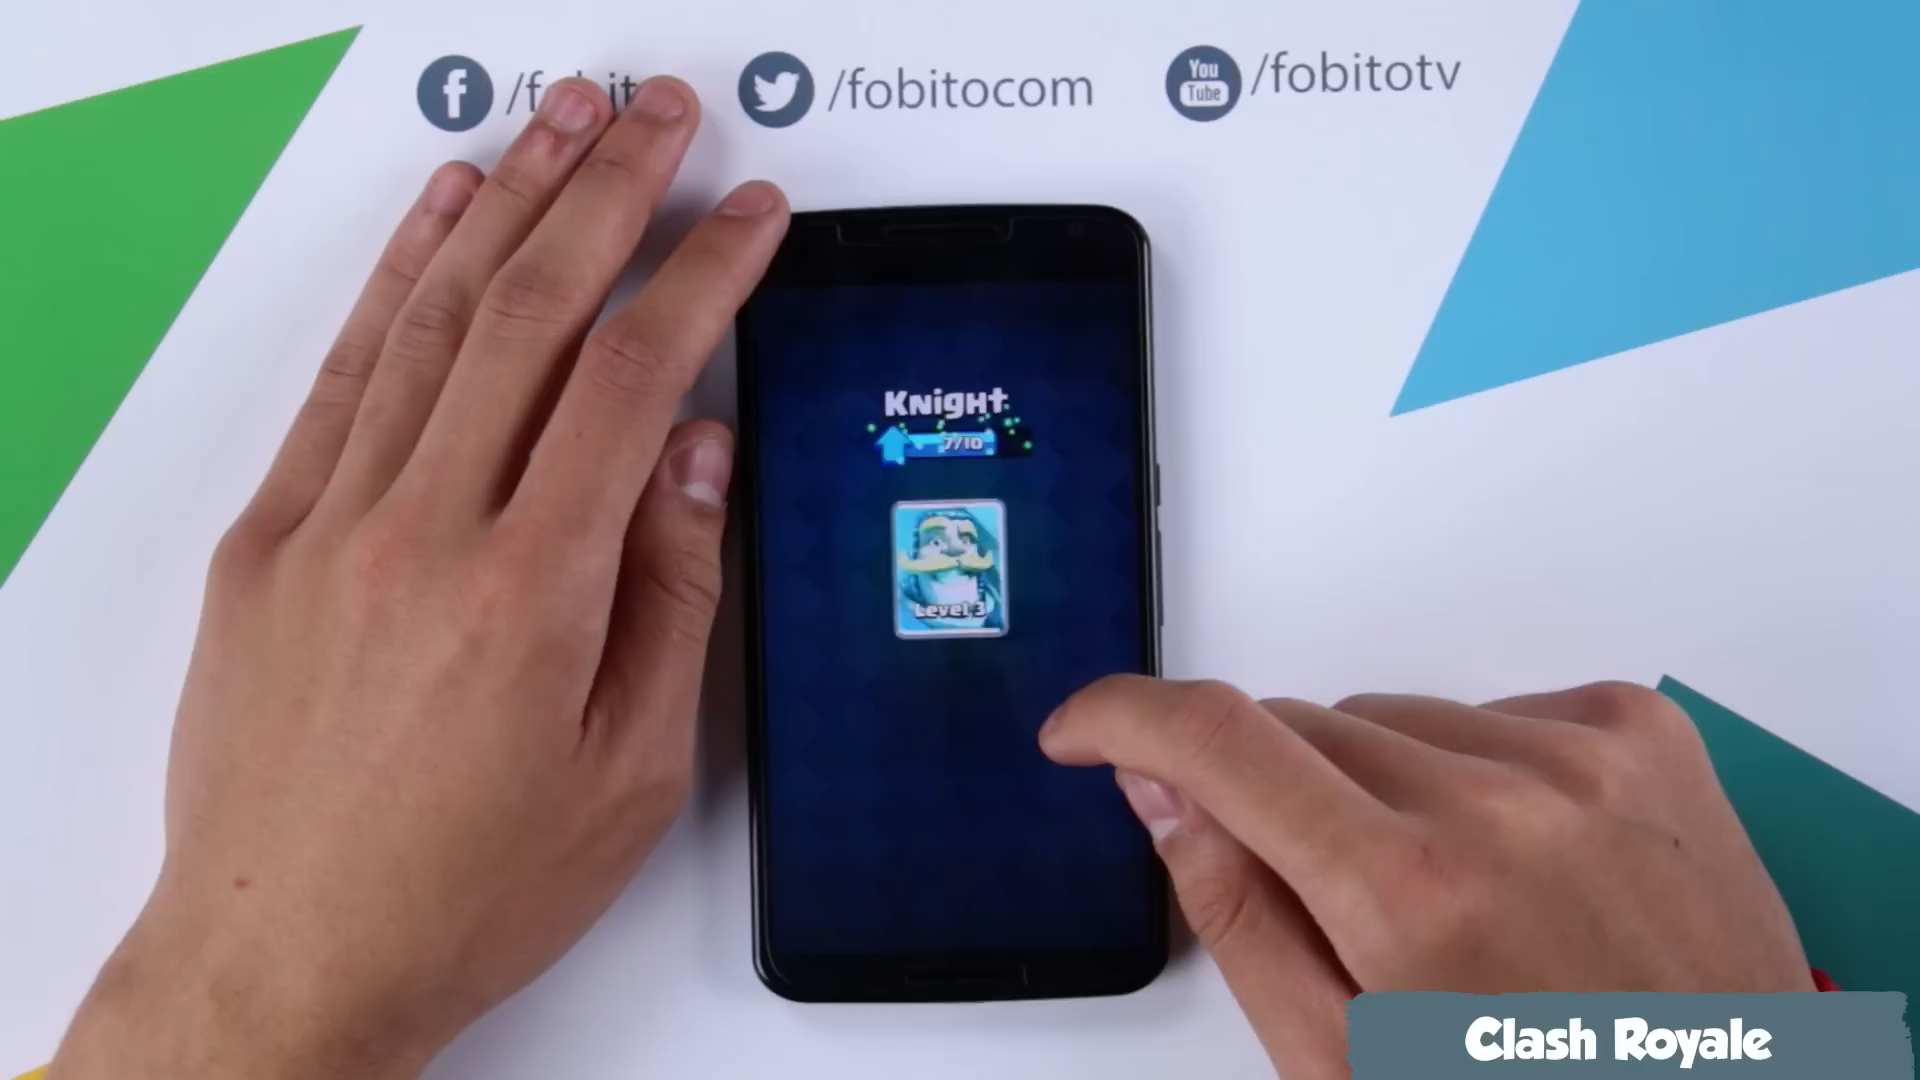 /fobitocom
/fobitotv
You
Tube
Knight
7/10
Level 3
Clash Royale